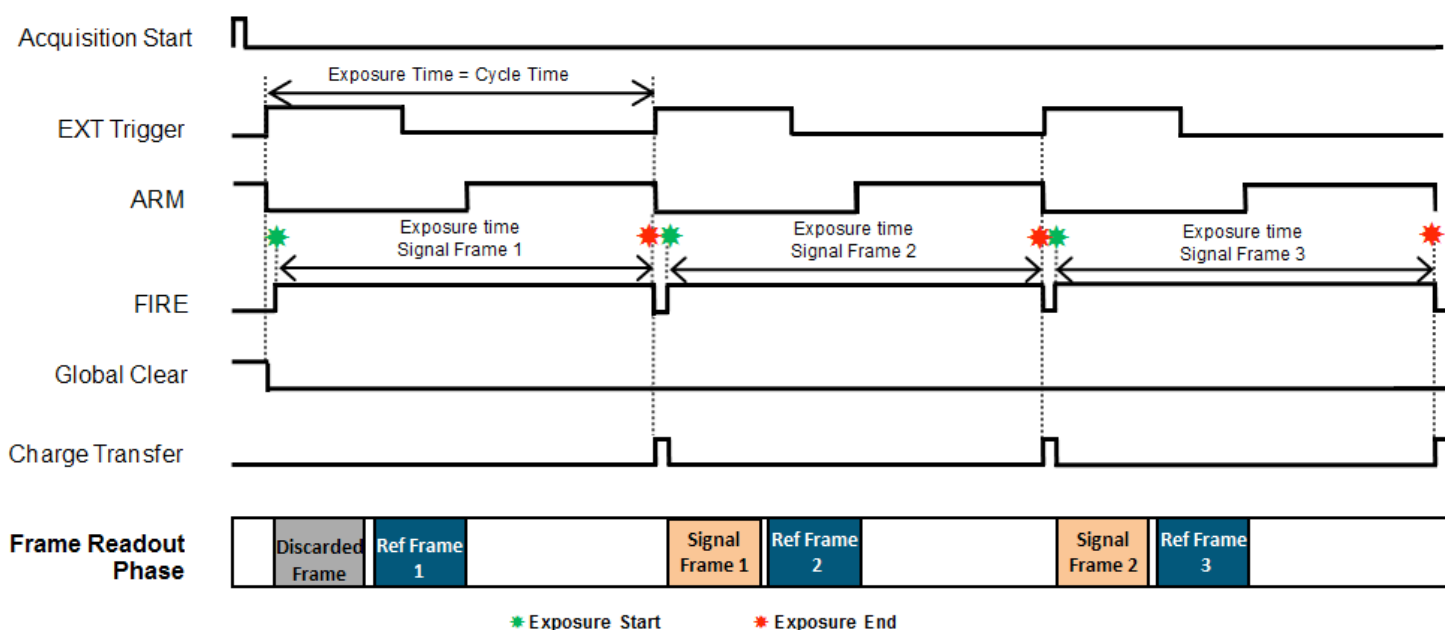 Acquisition Start
Exposure Time = Cycle Time
EXT Trigger
ARM
Exposure time
Signal Frame 1
Exposure time
Signal Frame 2
Exposure time
Signal Frame 3
FIRE
Global Clear
Charge Transfer
Frame Readout
Phase
Discarded
Frame
Ref Frame
1
Signal
Frame 1
Ref Frame
2
Signal
Frame 2
Ref Frame
3
Exposure Start
Exposure End